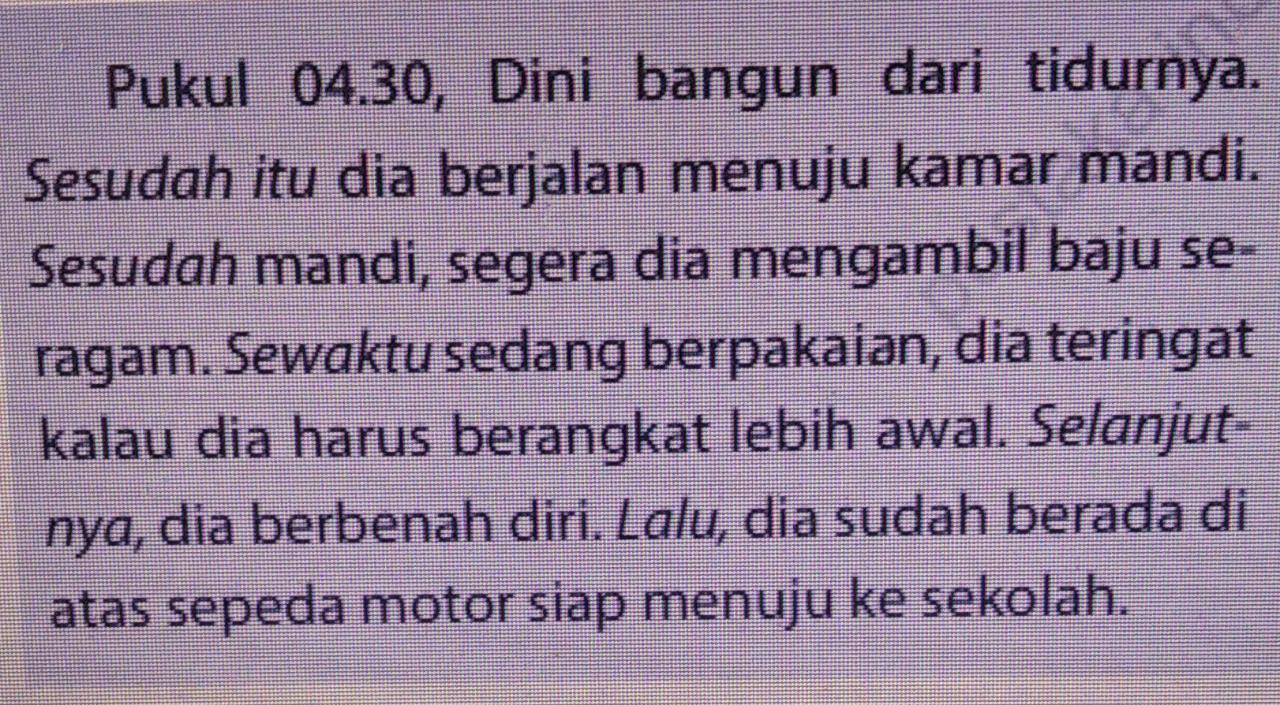 Pukul 04.30, Dini bangun dari tidurnya.
Sesudah itu dia berjalan menuju kamar mandi.
Sesudah mandi, segera dia mengambil baju se-
ragam. Sewaktu sedang berpakaian, dia teringat
kalau dia harus berangkat lebih awal. Selanjut-
nya, dia berbenah diri. Lalu, dia sudah berada di
atas sepeda motor siap menuju ke sekolah.